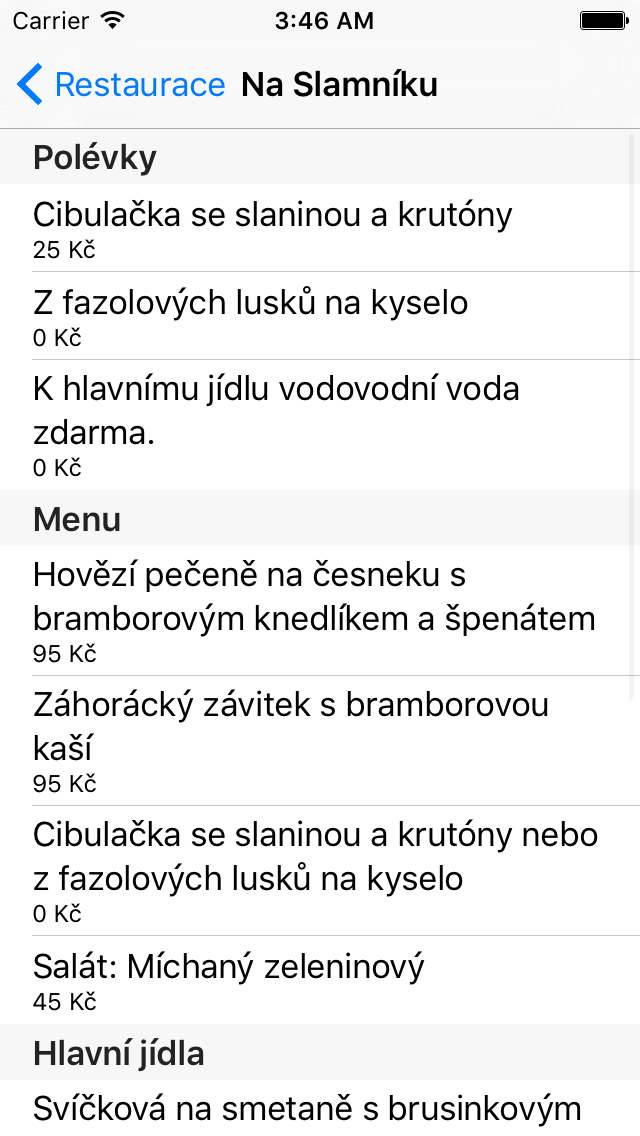 Carrier 3:46 AM
Restaurace Na Slamníku
Polévky
Cibulačka se slaninou a krutóny
25 Kč
Z fazolových lusků na kyselo
0 Kč
K hlavnímu jídlu vodovodní voda
zdarma.
0 Kč
Menu
Hovězí pečeně na česneku s
bramborovým knedlíkem a špenátem
95 Kč
Záhorácký závitek s bramborovou
kaší
95 Kč
Cibulačka se slaninou a krutóny nebo
z fazolových lusků na kyselo
0 Kč
Salát: Míchaný zeleninový
45 Kč
Hlavní jídla
Svíčková na smetaně s brusinkovým